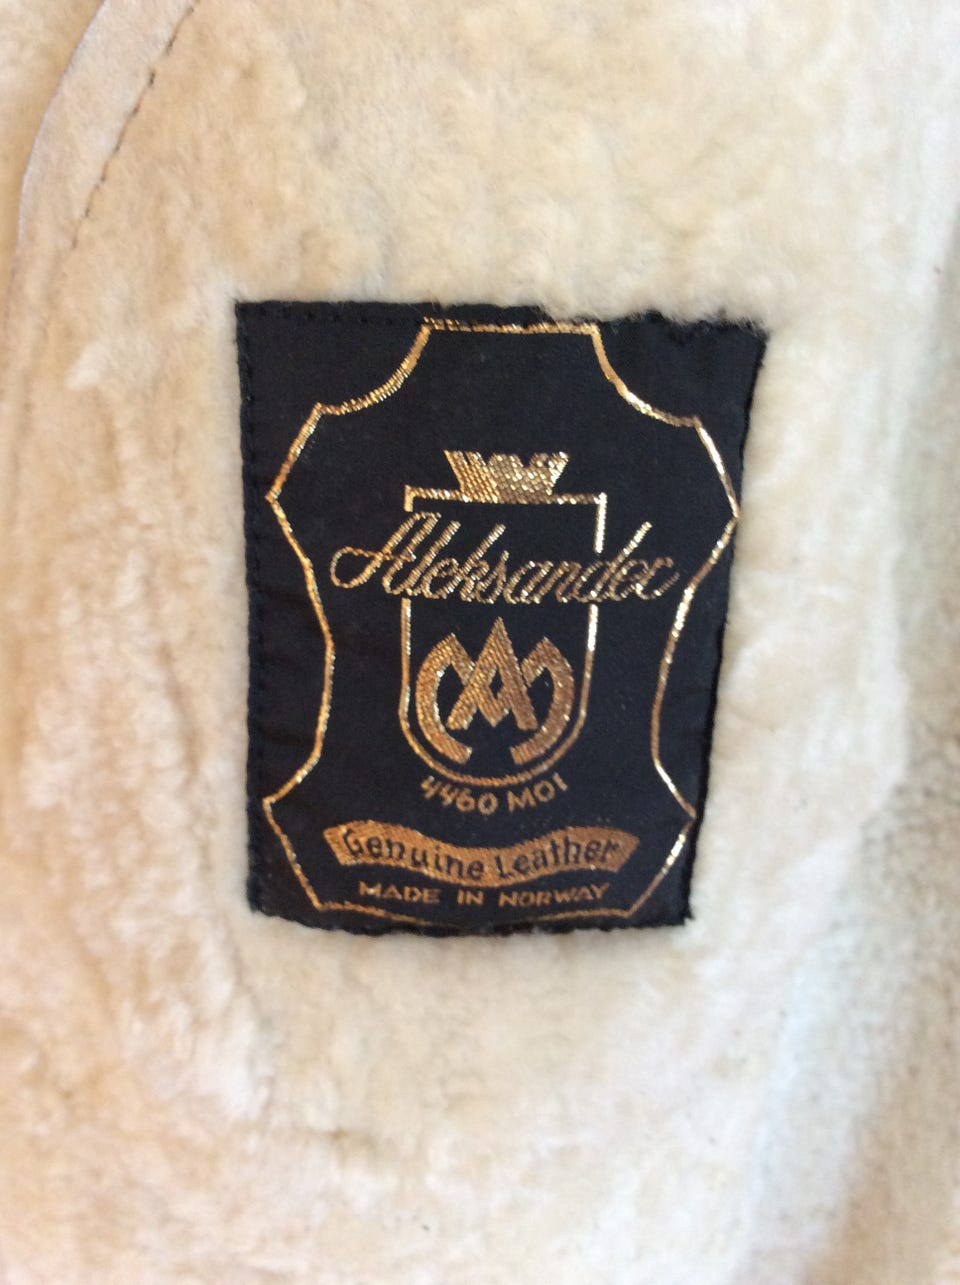 Aleksander
4460 MOI
Genuine Leather
MADE IN NORWAY